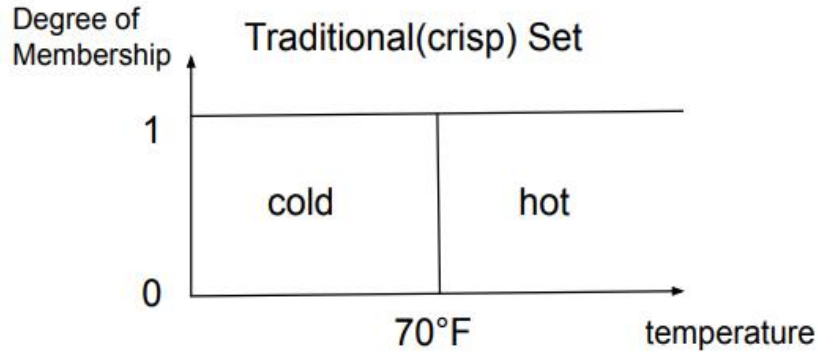 Degree of
Membership
Traditional(crisp) Set
1
cold
hot
0
70°F
temperature